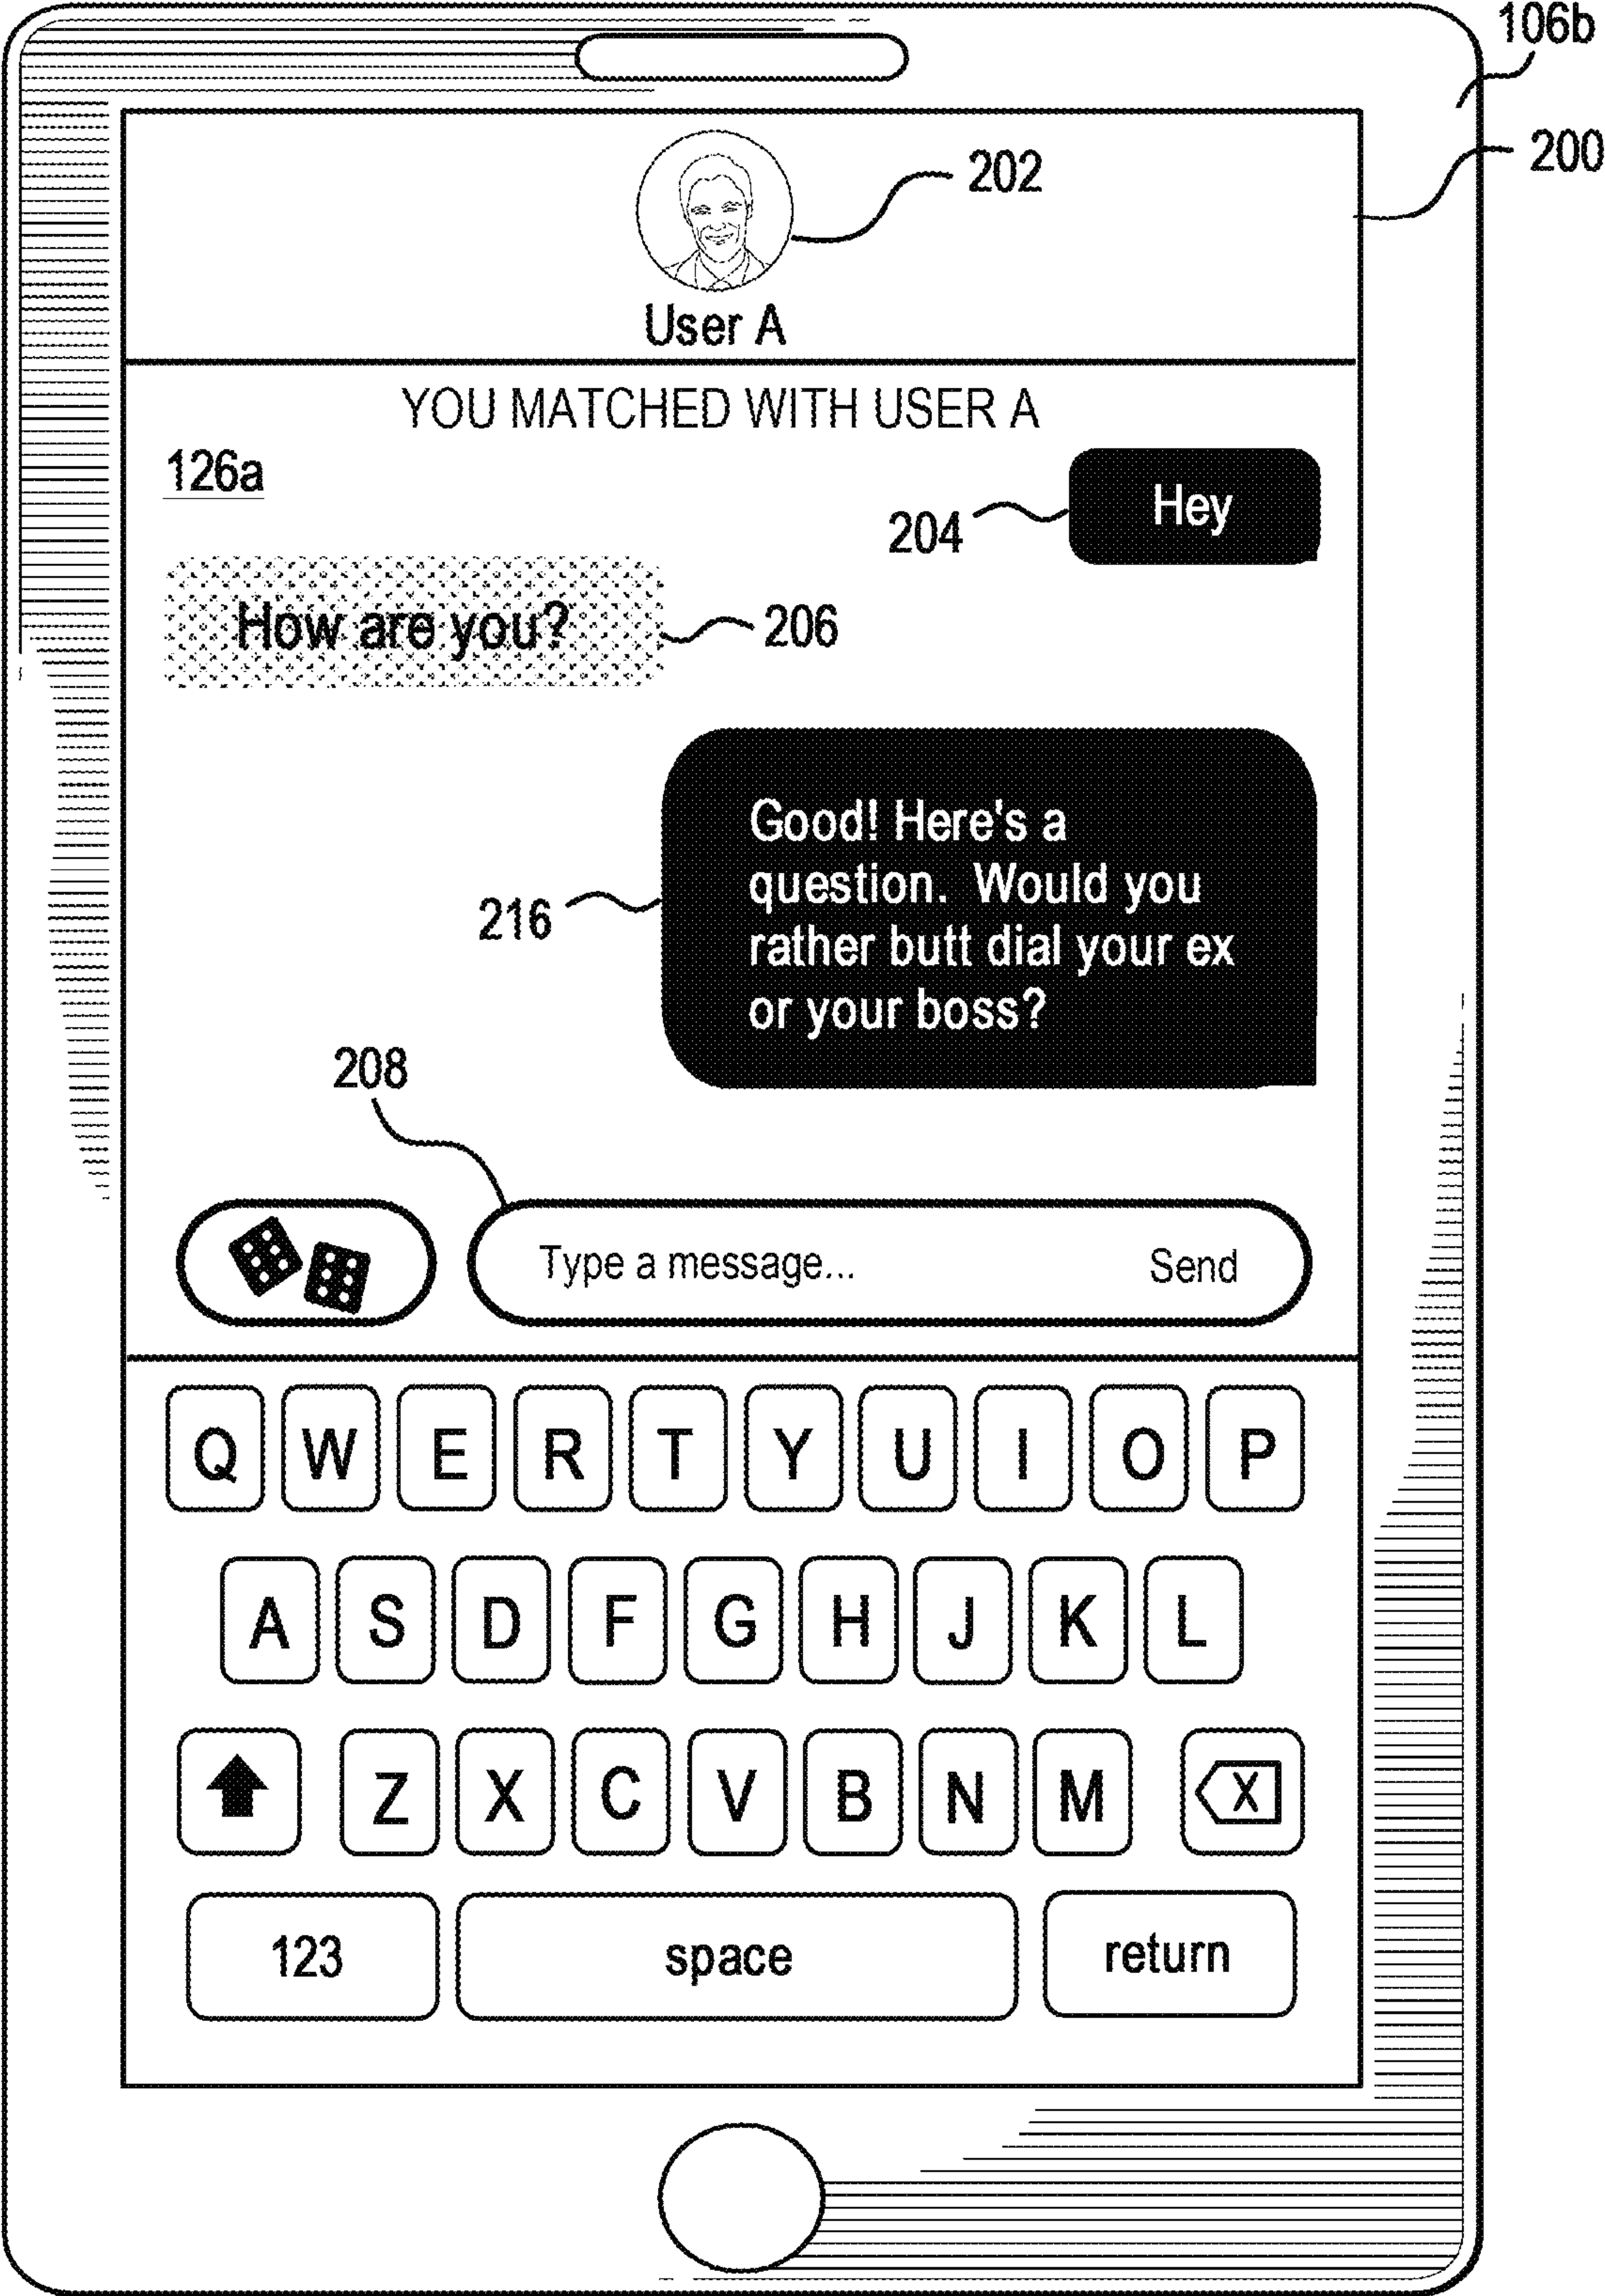 106b
200
202
User A
YOU MATCHED WITH USER A
126a
Hey
204
How are you?
206
Good! Here's a
question. Would you
rather butt dial your ex
or your boss?
216
208
Type a message... Send
Q W E R T Y U I O P
A S D F G H J K L
Z X C V B N M X
123 space return